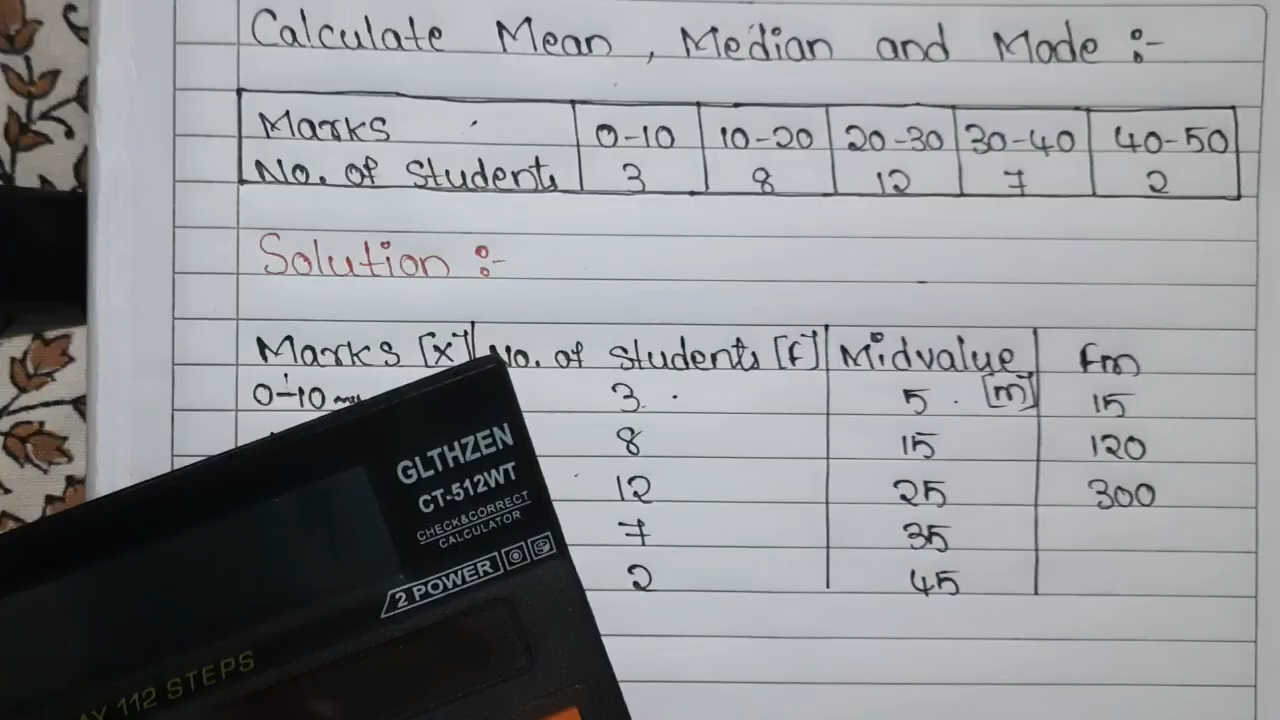 Calculate Mean, Median and Mode :-
Marks 0-10 10-20 20-30 30-40 40-50
No. of Students 3 8 12 7 2
Solution :-
Marks [x] No. of Students [f] Midvalue [m] Fm
0-10 3 5 15
8 15 120
12 25 300
7 35
2 45
GLTHZEN
CT-512WT
CHECK&CORRECT
CALCULATOR
2 POWER
112 STEPS